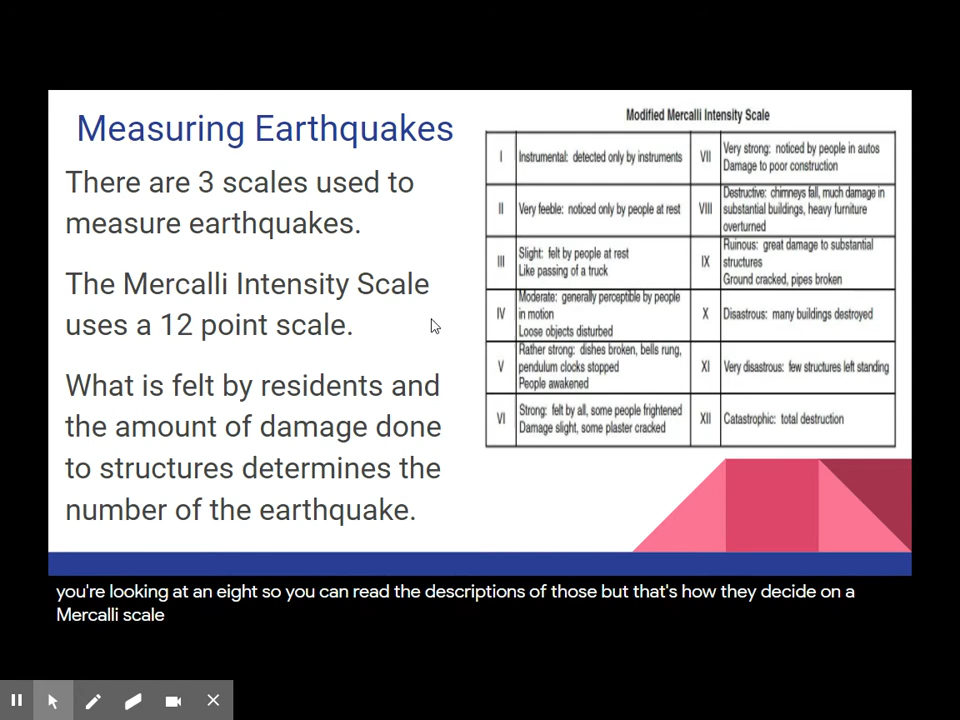 Measuring Earthquakes
There are 3 scales used to
measure earthquakes.
The Mercalli Intensity Scale
uses a 12 point scale.
What is felt by residents and
the amount of damage done
to structures determines the
number of the earthquake.
Modified Mercalli Intensity Scale
I
Instrumental: detected only by instruments
II
Very feeble: noticed only by people at rest
III
Slight: felt by people at rest
Like passing of a truck
IV
Moderate: generally perceptible by people
in motion
Loose objects disturbed
V
Rather strong: dishes broken, bells rung,
pendulum clocks stopped
People awakened
VI
Strong: felt by all, some people frightened
Damage slight, some plaster cracked
VII
Very strong: noticed by people in autos
Damage to poor construction
VIII
Destructive: chimneys fall, much damage in
substantial buildings, heavy furniture
overturned
IX
Ruinous: great damage to substantial
structures
Ground cracked, pipes broken
X
Disastrous: many buildings destroyed
XI
Very disastrous: few structures left standing
XII
Catastrophic: total destruction
you're looking at an eight so you can read the descriptions of those but that's how they decide on a
Mercalli scale